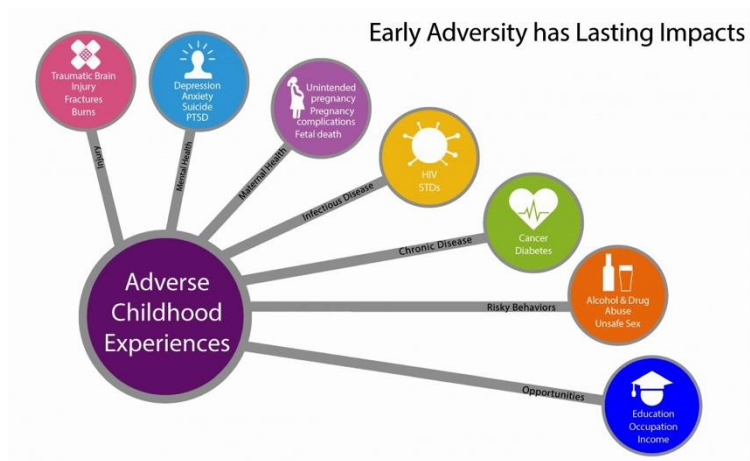 Early Adversity has Lasting Impacts
Traumatic Brain
Injury
Fractures
Burns
Injury
Depression
Anxiety
Suicide
PTSD
Mental Health
Unintended
pregnancy
Pregnancy
complications
Fetal death
Maternal Health
HIV
STDs
Infectious Disease
Cancer
Diabetes
Chronic Disease
Alcohol & Drug
Abuse
Unsafe Sex
Risky Behaviors
Education
Occupation
Income
Opportunities
Adverse
Childhood
Experiences